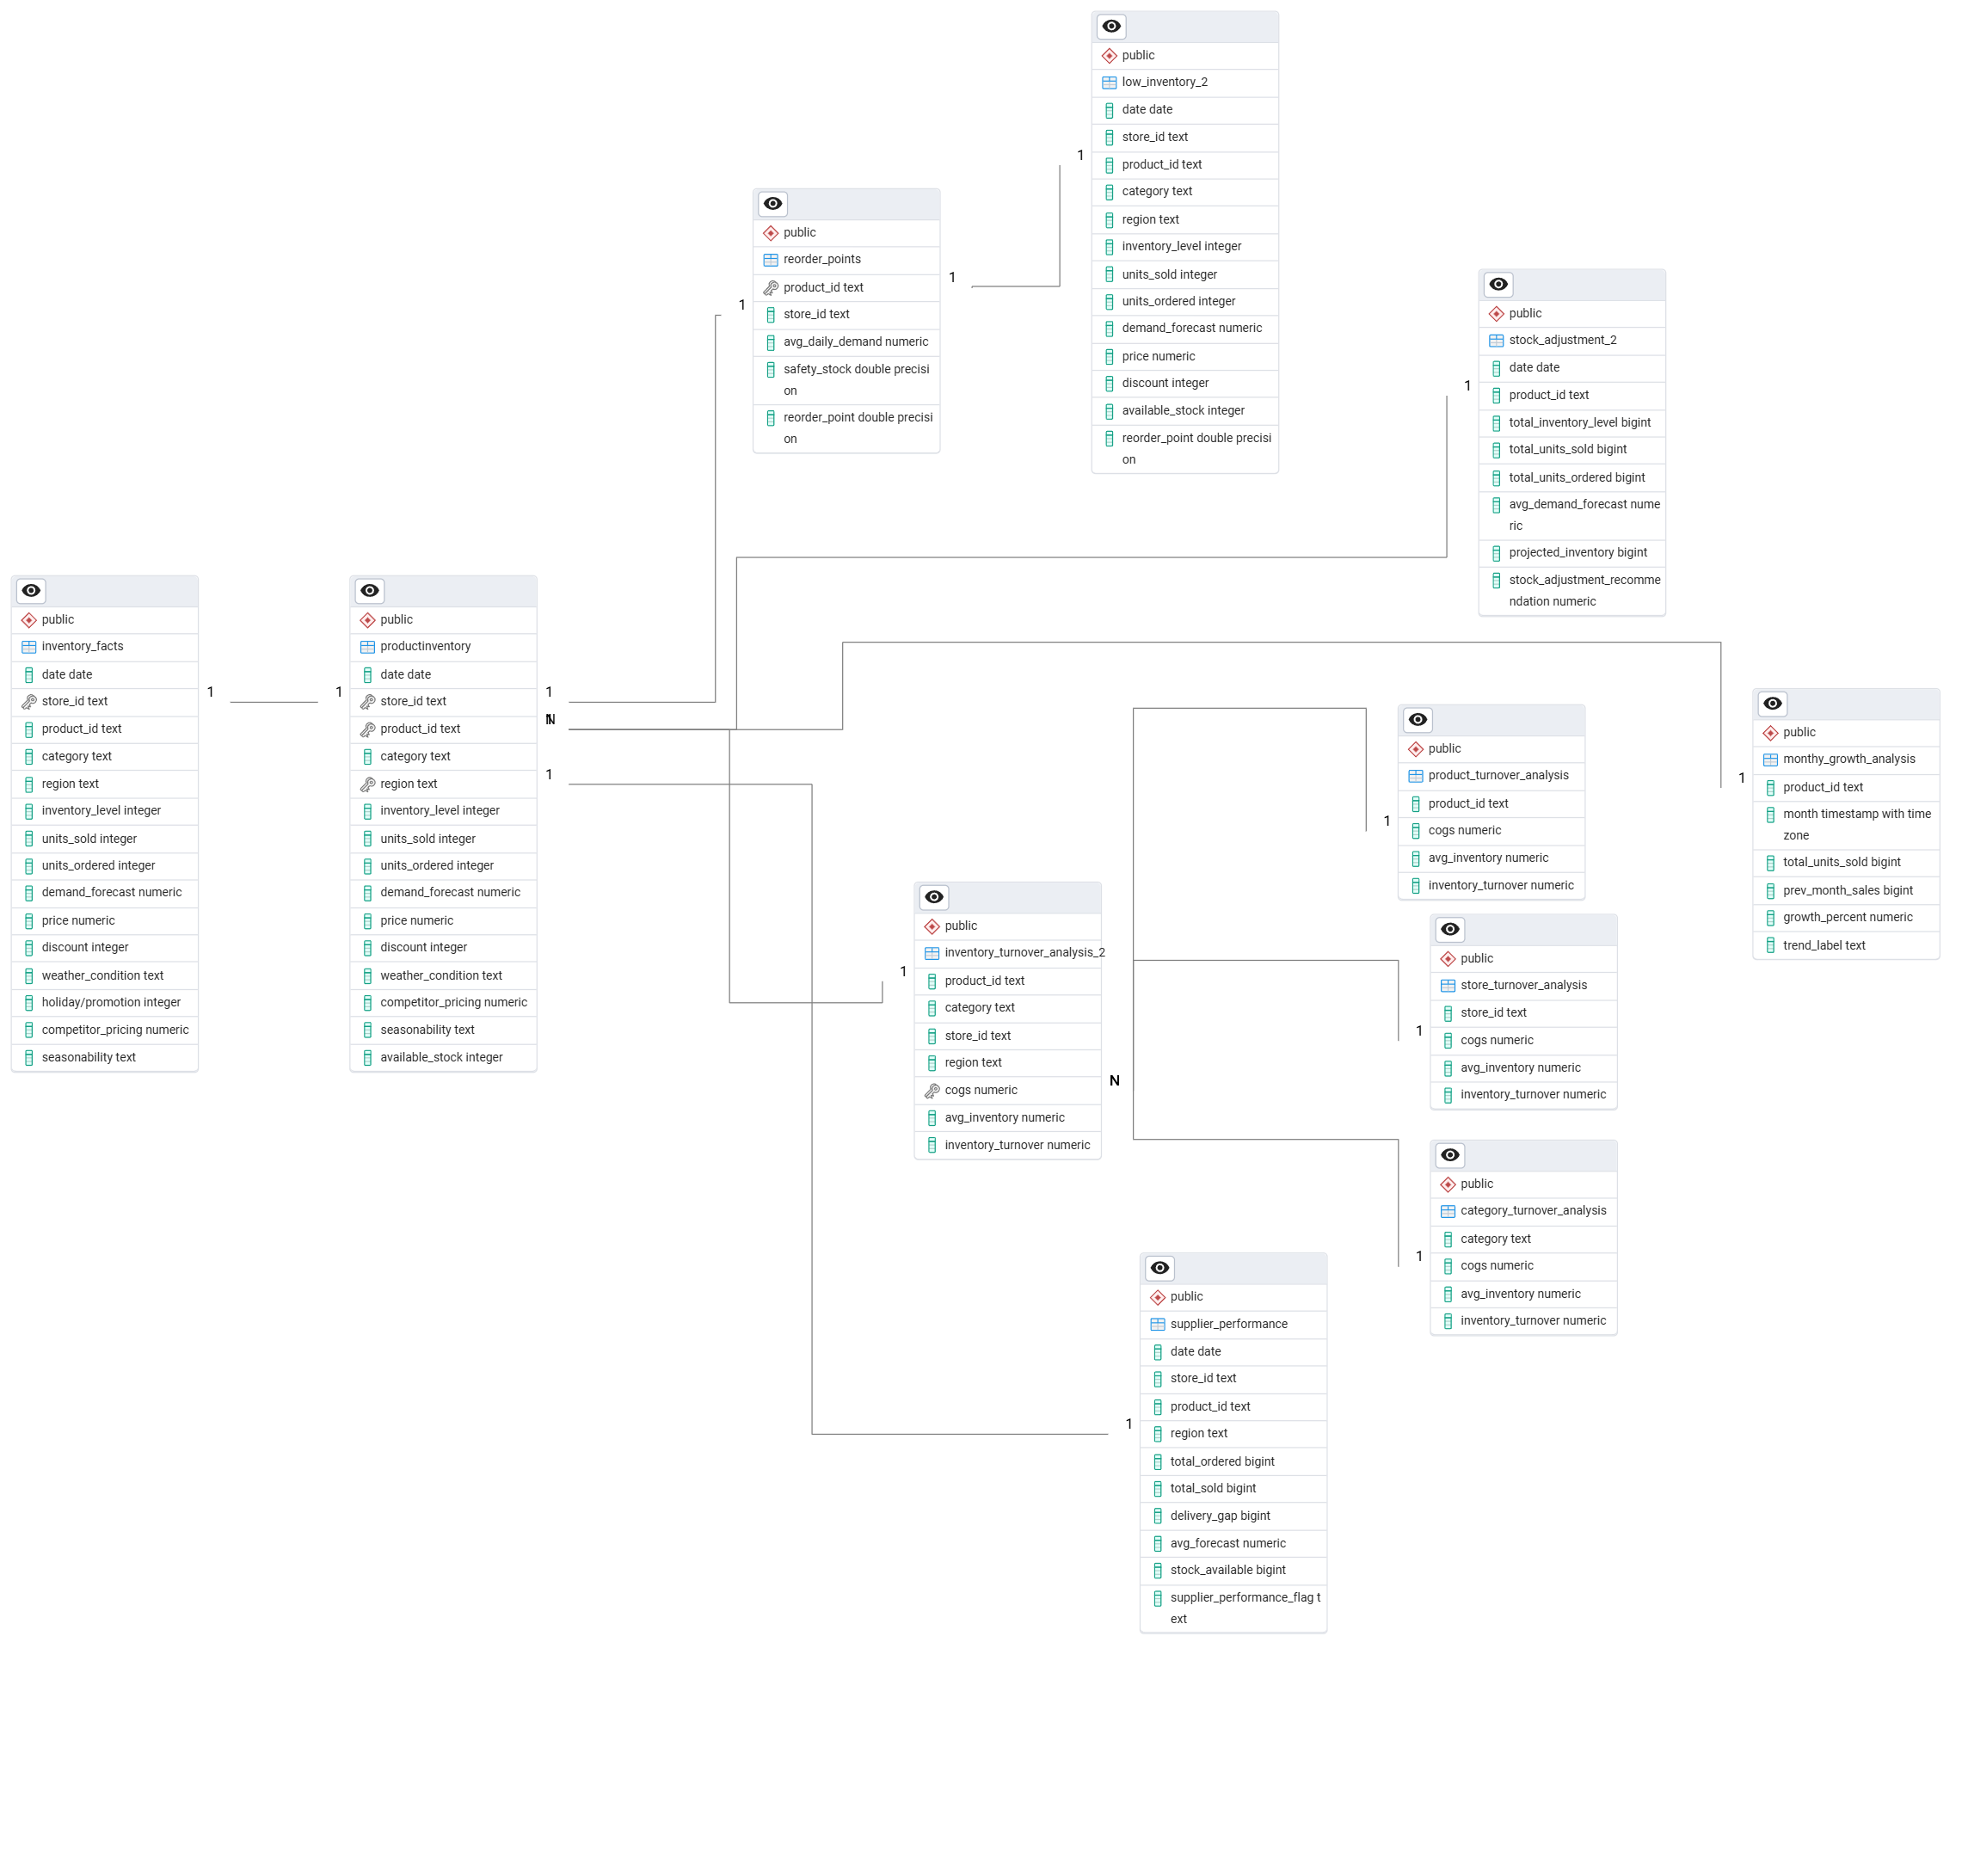 public
low_inventory_2
date date
store_id text
product_id text
category text
region text
inventory_level integer
units_sold integer
units_ordered integer
demand_forecast numeric
price numeric
discount integer
available_stock integer
reorder_point double precisi
on
1
public
reorder_points
product_id text
store_id text
avg_daily_demand numeric
safety_stock double precisi
on
reorder_point double precisi
on
1
1
public
stock_adjustment_2
date date
product_id text
total_inventory_level bigint
total_units_sold bigint
total_units_ordered bigint
avg_demand_forecast nume
ric
projected_inventory bigint
stock_adjustment_recomme
ndation numeric
1
public
inventory_facts
date date
store_id text
product_id text
category text
region text
inventory_level integer
units_sold integer
units_ordered integer
demand_forecast numeric
price numeric
discount integer
weather_condition text
holiday/promotion integer
competitor_pricing numeric
seasonability text
1
1
public
productinventory
date date
store_id text
product_id text
category text
region text
inventory_level integer
units_sold integer
units_ordered integer
demand_forecast numeric
price numeric
discount integer
weather_condition text
competitor_pricing numeric
seasonability text
available_stock integer
1
N
1
public
product_turnover_analysis
product_id text
cogs numeric
avg_inventory numeric
inventory_turnover numeric
1
public
monthy_growth_analysis
product_id text
month timestamp with time
zone
total_units_sold bigint
prev_month_sales bigint
growth_percent numeric
trend_label text
1
public
inventory_turnover_analysis_2
product_id text
category text
store_id text
region text
cogs numeric
avg_inventory numeric
inventory_turnover numeric
1
N
public
store_turnover_analysis
store_id text
cogs numeric
avg_inventory numeric
inventory_turnover numeric
1
public
category_turnover_analysis
category text
cogs numeric
avg_inventory numeric
inventory_turnover numeric
1
public
supplier_performance
date date
store_id text
product_id text
region text
total_ordered bigint
total_sold bigint
delivery_gap bigint
avg_forecast numeric
stock_available bigint
supplier_performance_flag t
ext
1